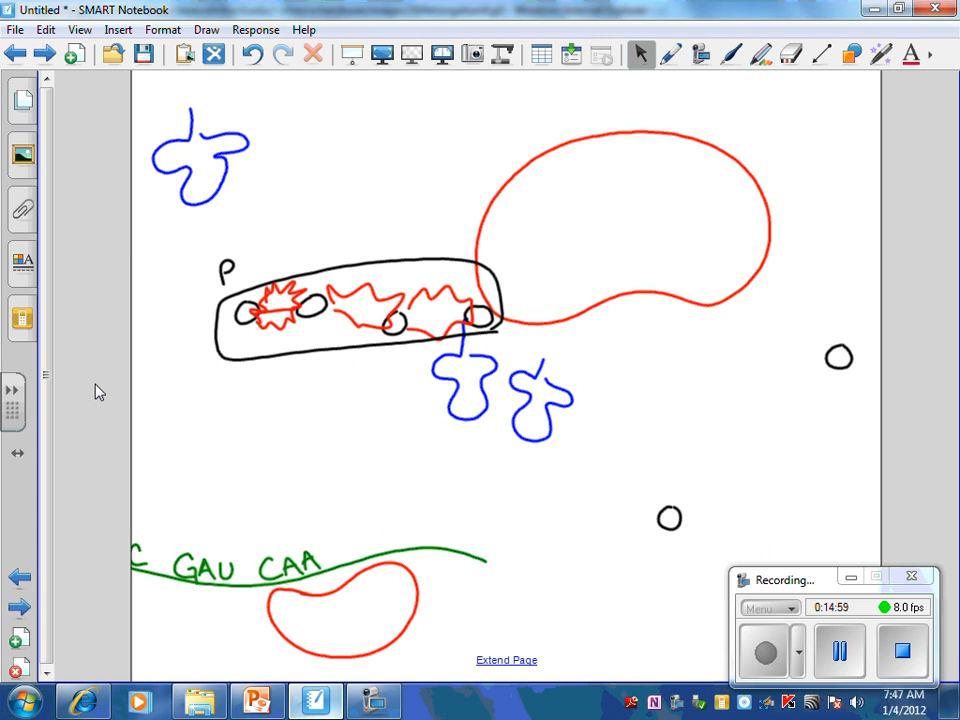 Untitled * - SMART Notebook
File Edit View Insert Format Draw Response Help
P
C GAU CAA
Extend Page
Recording...
Menu 0:14:59 8.0 fps
7:47 AM
1/4/2012